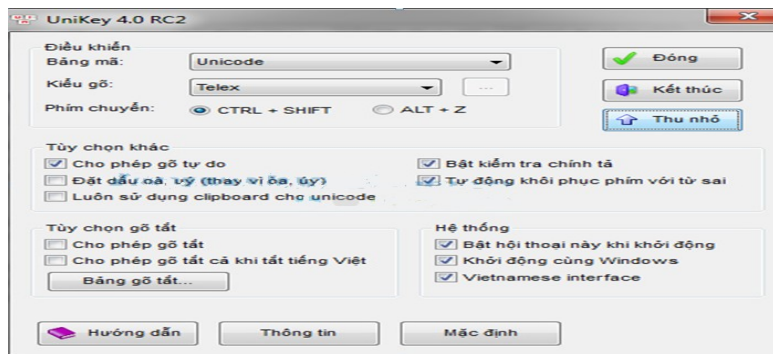 UniKey 4.0 RC2
Điều khiển
Bảng mã: Unicode
Đóng
Kiểu gõ: Telex ...
Kết thúc
Phím chuyển: CTRL + SHIFT ALT + Z
Thu nhỏ
Tùy chọn khác
Cho phép gõ tự do
Bật kiểm tra chính tả
Đặt dấu oà, uý (thay vì òa, úy)
Tự động khôi phục phím với từ sai
Luôn sử dụng clipboard cho unicode
Tùy chọn gõ tắt
Cho phép gõ tắt
Cho phép gõ tắt cả khi tắt tiếng Việt
Bảng gõ tắt...
Hệ thống
Bật hội thoại này khi khởi động
Khởi động cùng Windows
Vietnamese interface
Hướng dẫn
Thông tin
Mặc định